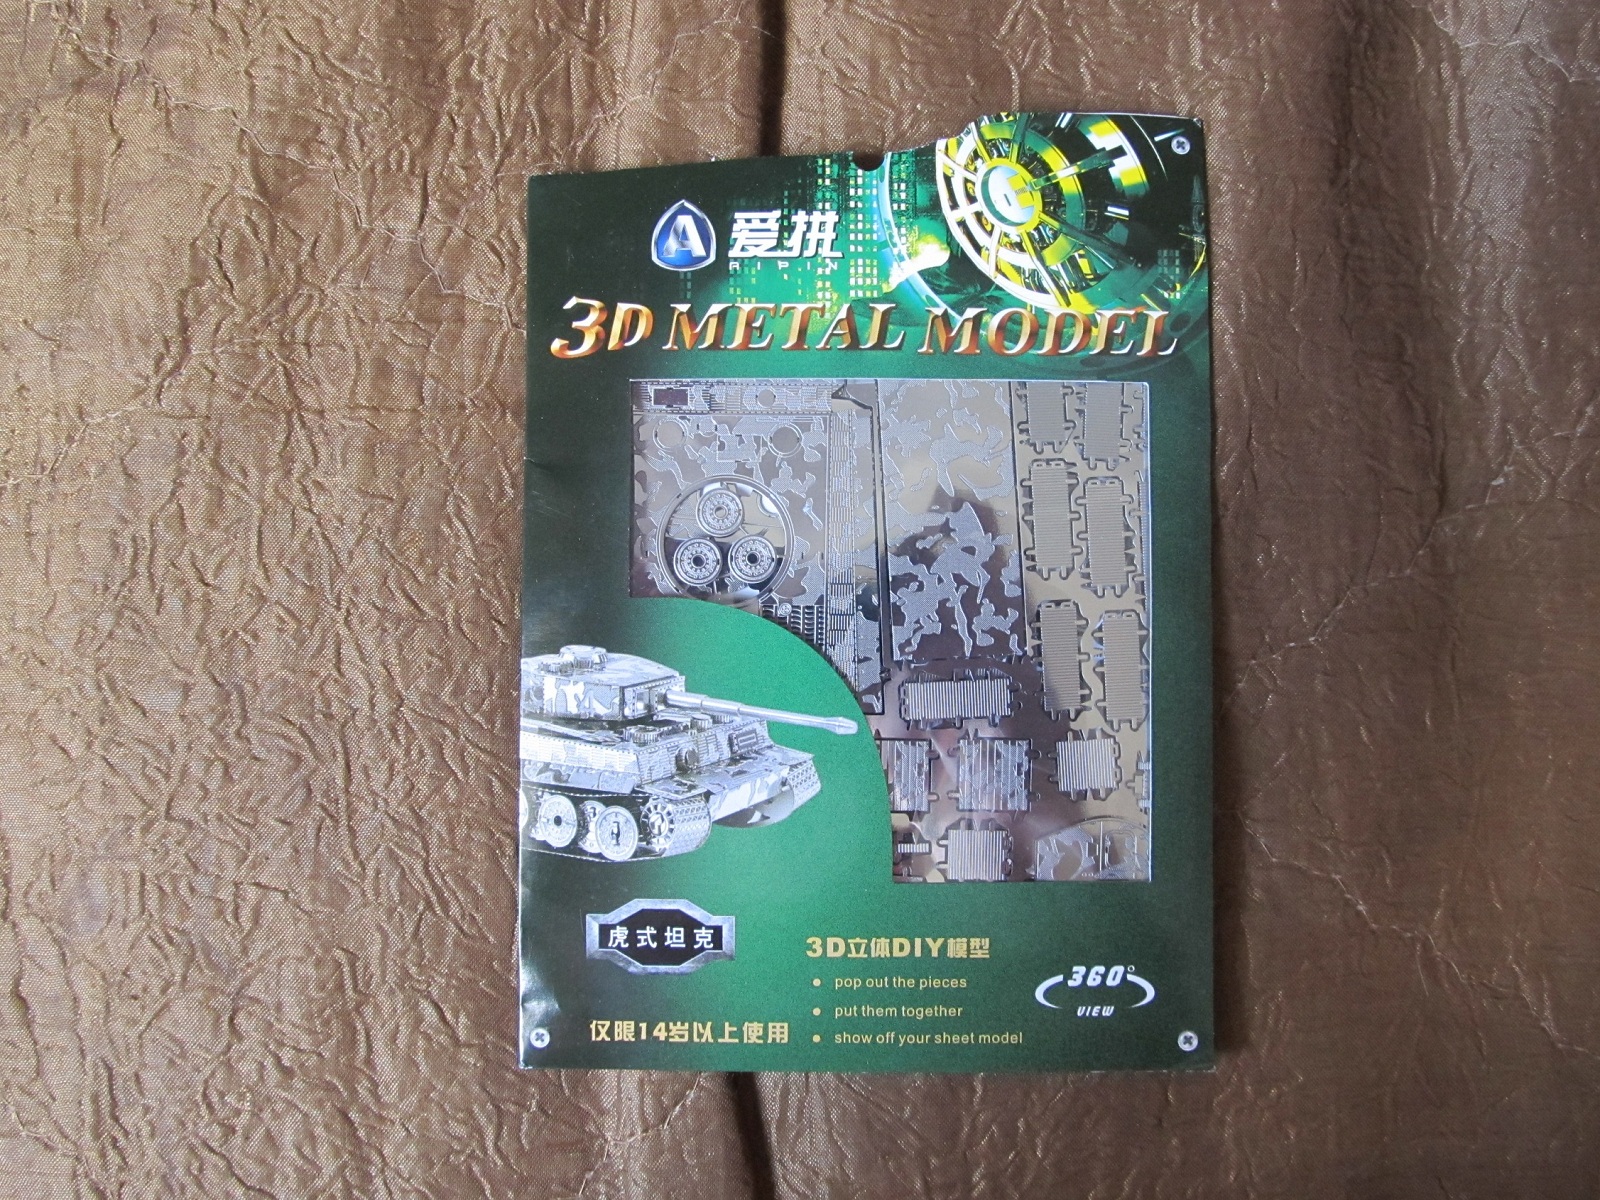 A 爱拼
AIPIN
3D METAL MODEL
虎式坦克
仅限14岁以上使用
3D立体DIY模型
• pop out the pieces
• put them together
• show off your sheet model
360°
VIEW